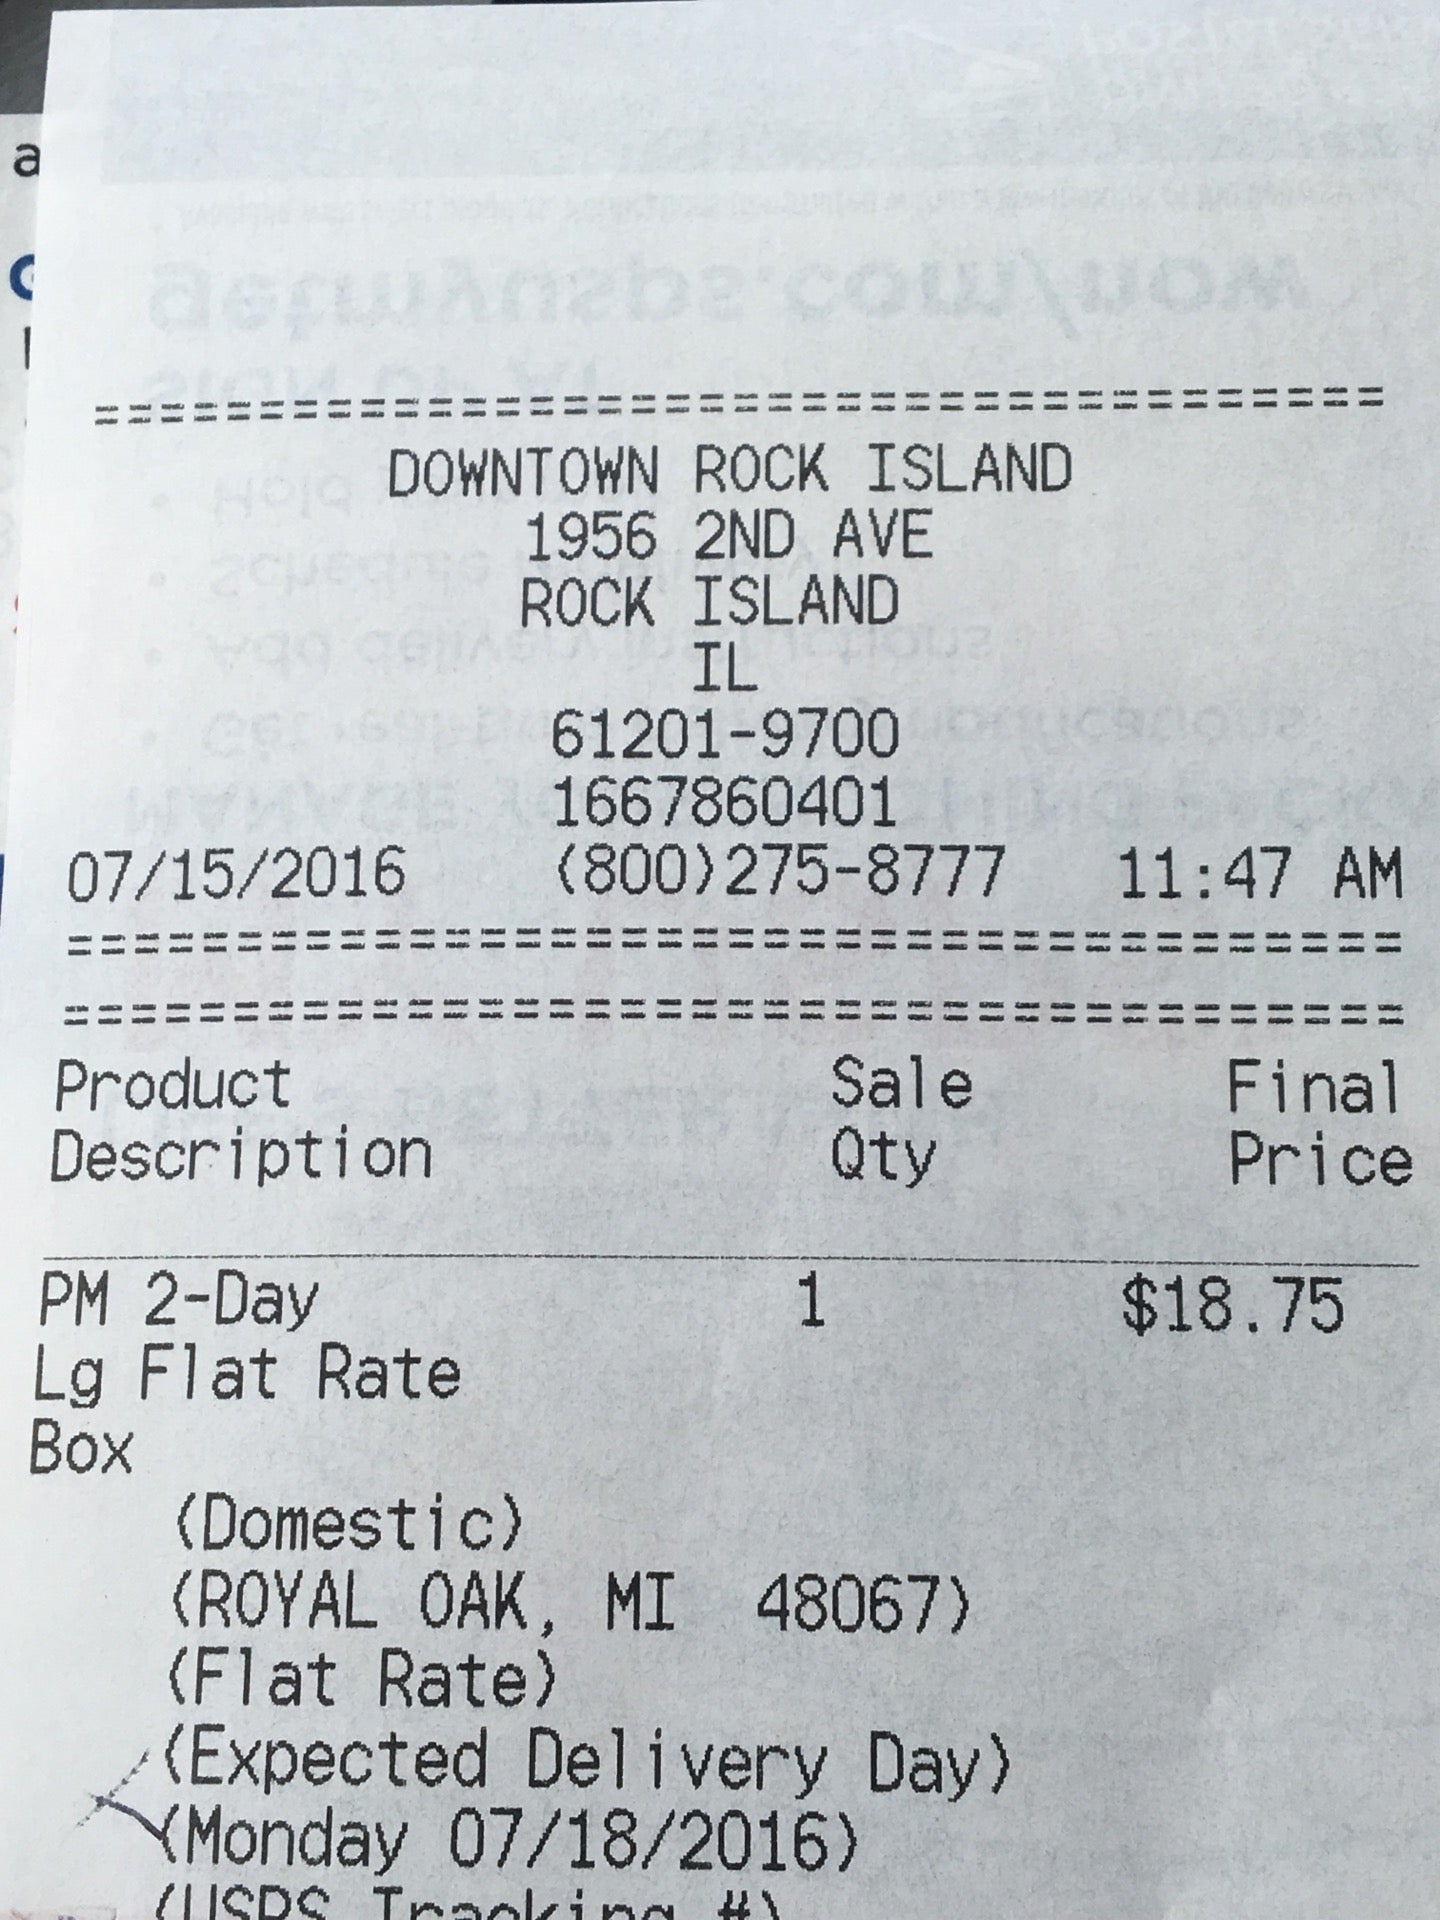 ========================================
DOWNTOWN ROCK ISLAND
1956 2ND AVE
ROCK ISLAND
IL
61201-9700
1667860401
07/15/2016 (800)275-8777 11:47 AM
========================================
========================================
Product Sale Final
Description Qty Price
PM 2-Day 1 $18.75
Lg Flat Rate
Box
(Domestic)
(ROYAL OAK, MI 48067)
(Flat Rate)
(Expected Delivery Day)
(Monday 07/18/2016)
(USPS Tracking #)